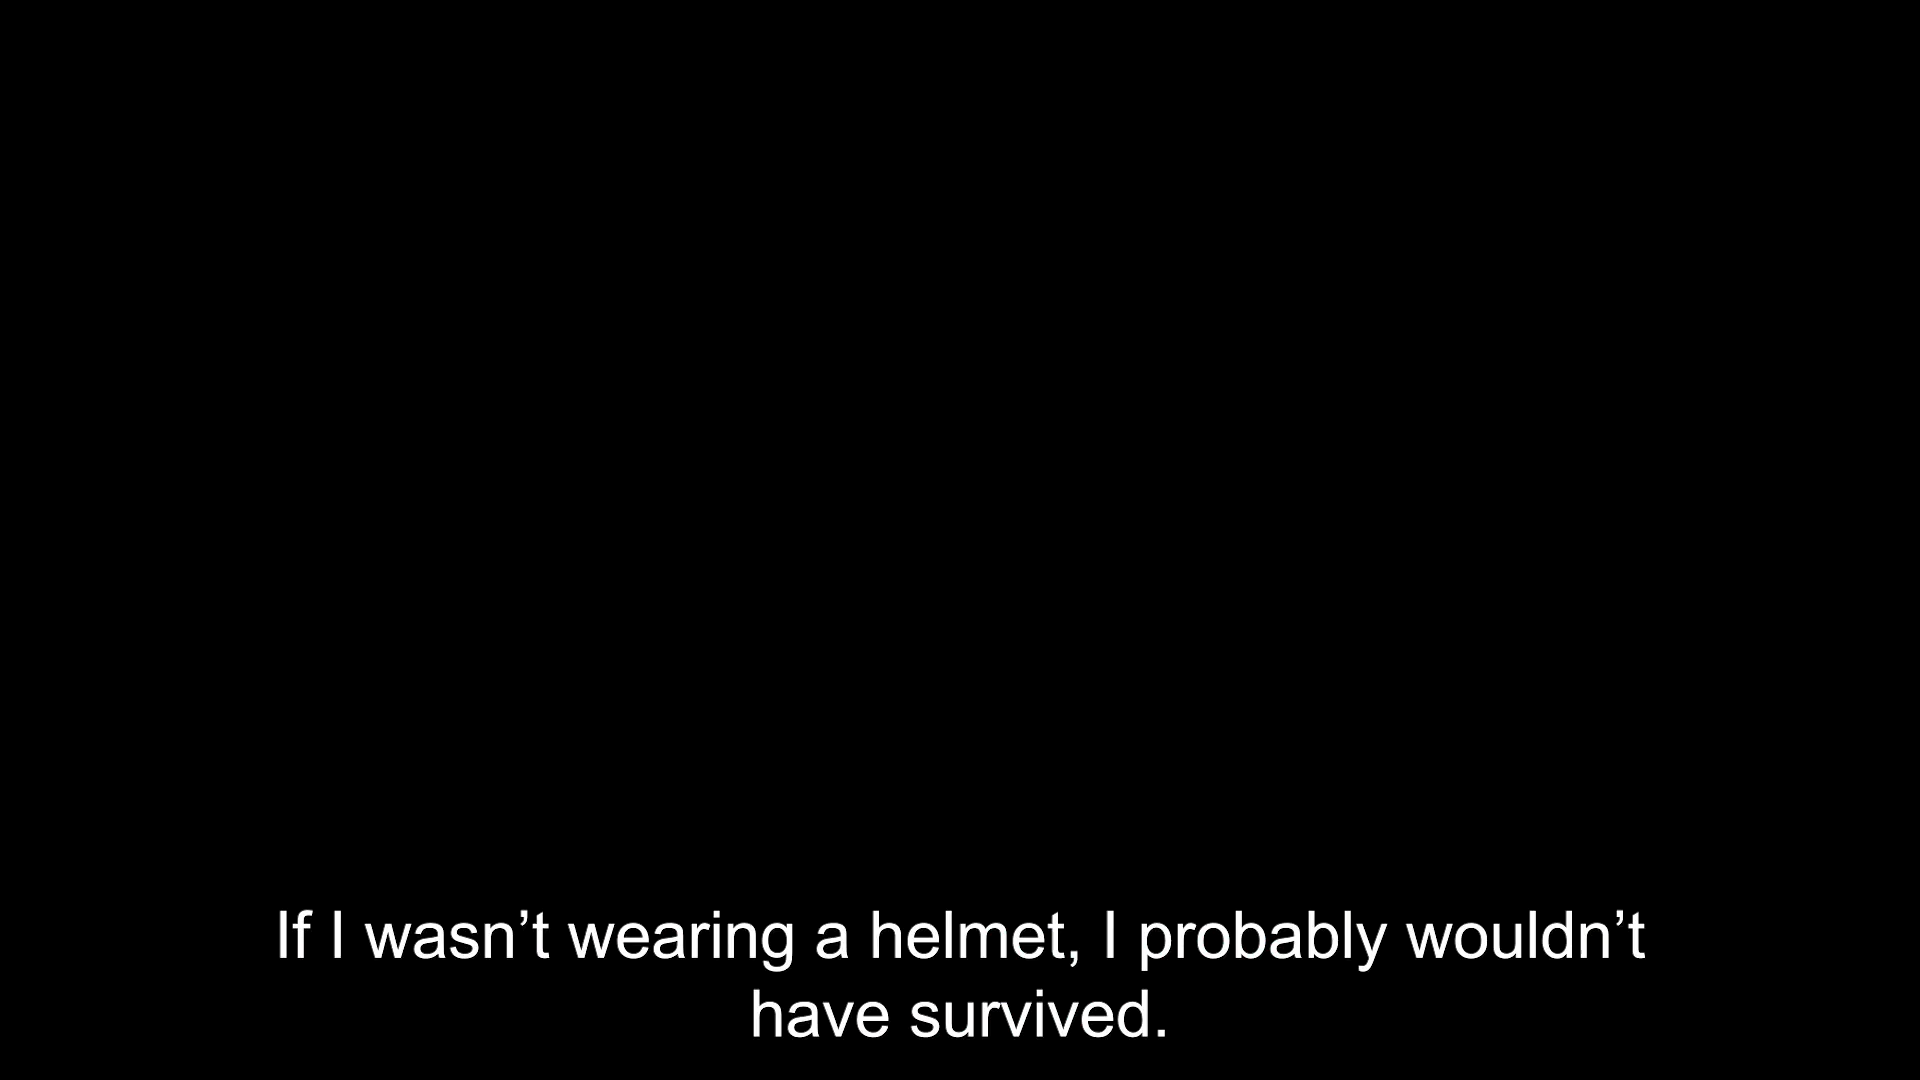 If I wasn’t wearing a helmet, I probably wouldn’t
have survived.